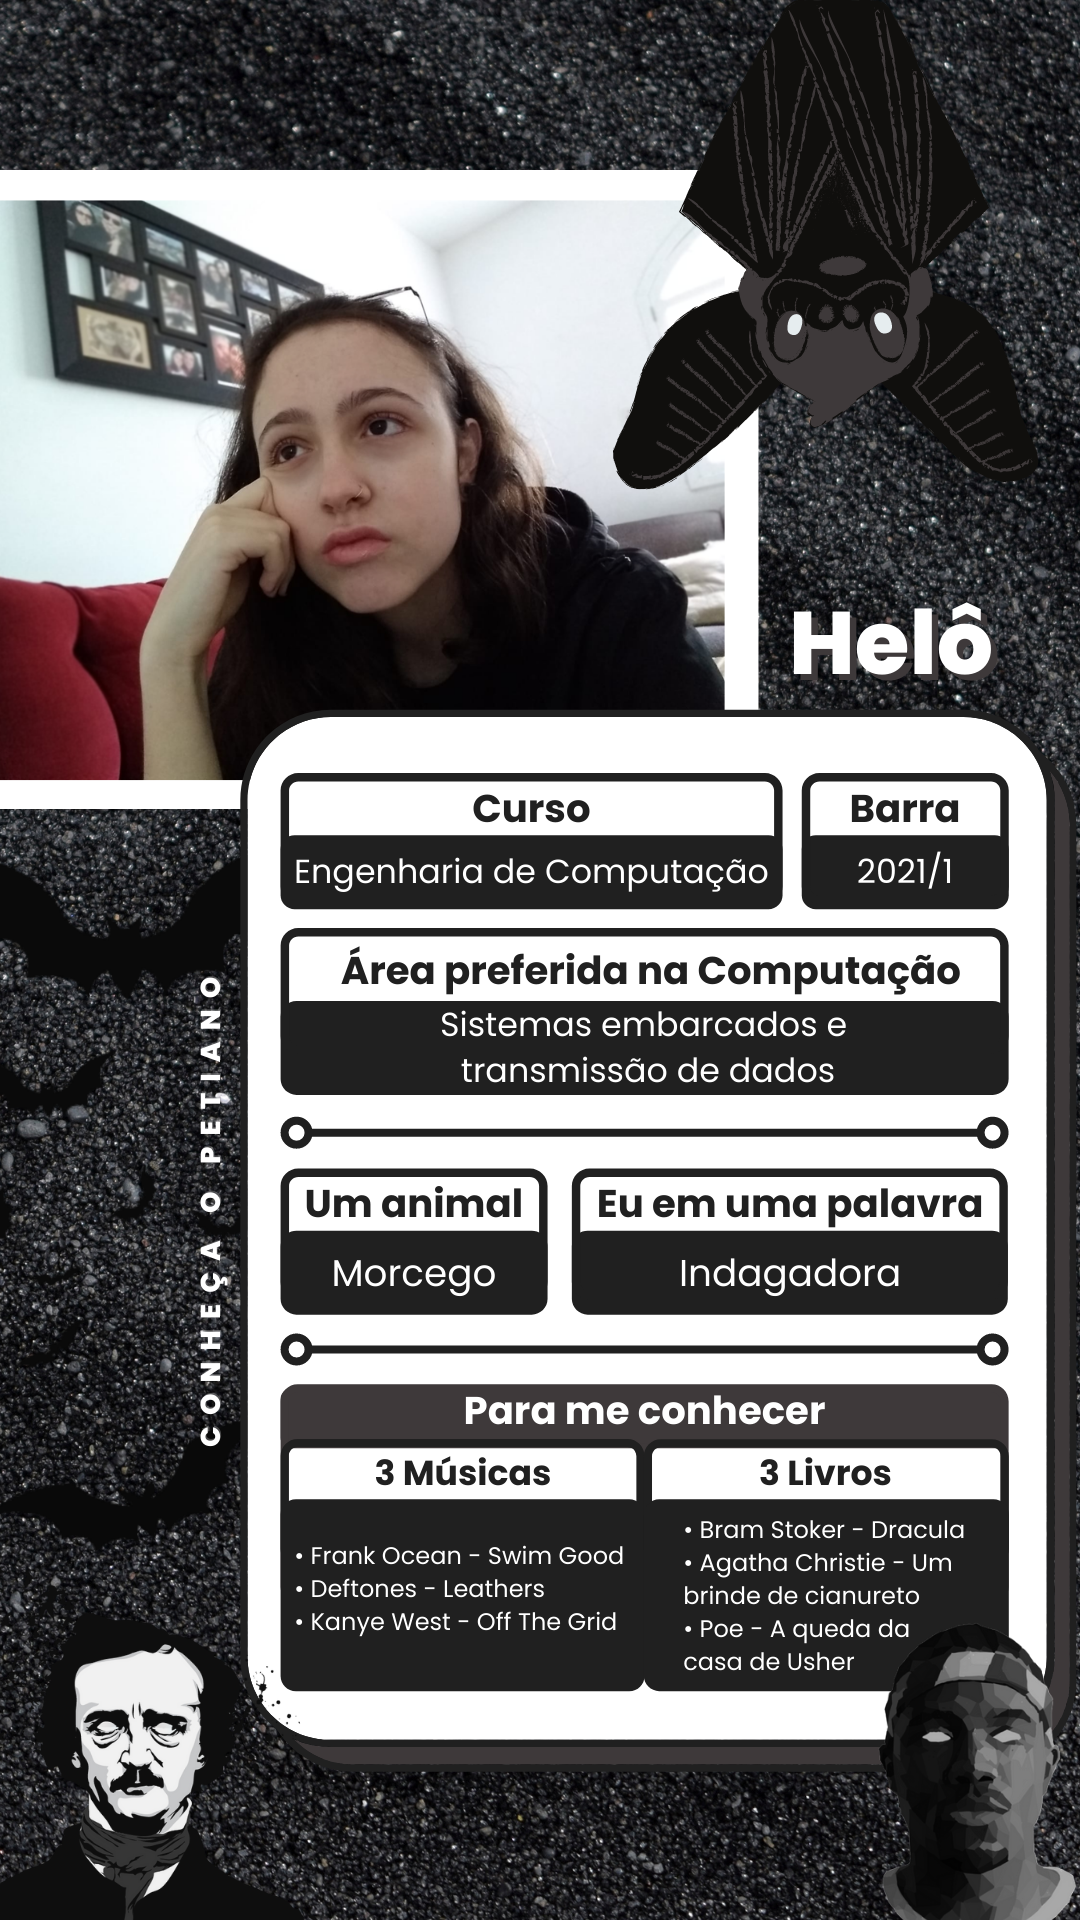 Helô
Curso
Engenharia de Computação
Barra
2021/1
Área preferida na Computação
Sistemas embarcados e
transmissão de dados
CONHEÇA O PETIANO
Um animal
Morcego
Eu em uma palavra
Indagadora
Para me conhecer
3 Músicas
• Frank Ocean - Swim Good
• Deftones - Leathers
• Kanye West - Off The Grid
3 Livros
• Bram Stoker - Dracula
• Agatha Christie - Um
brinde de cianureto
• Poe - A queda da
casa de Usher